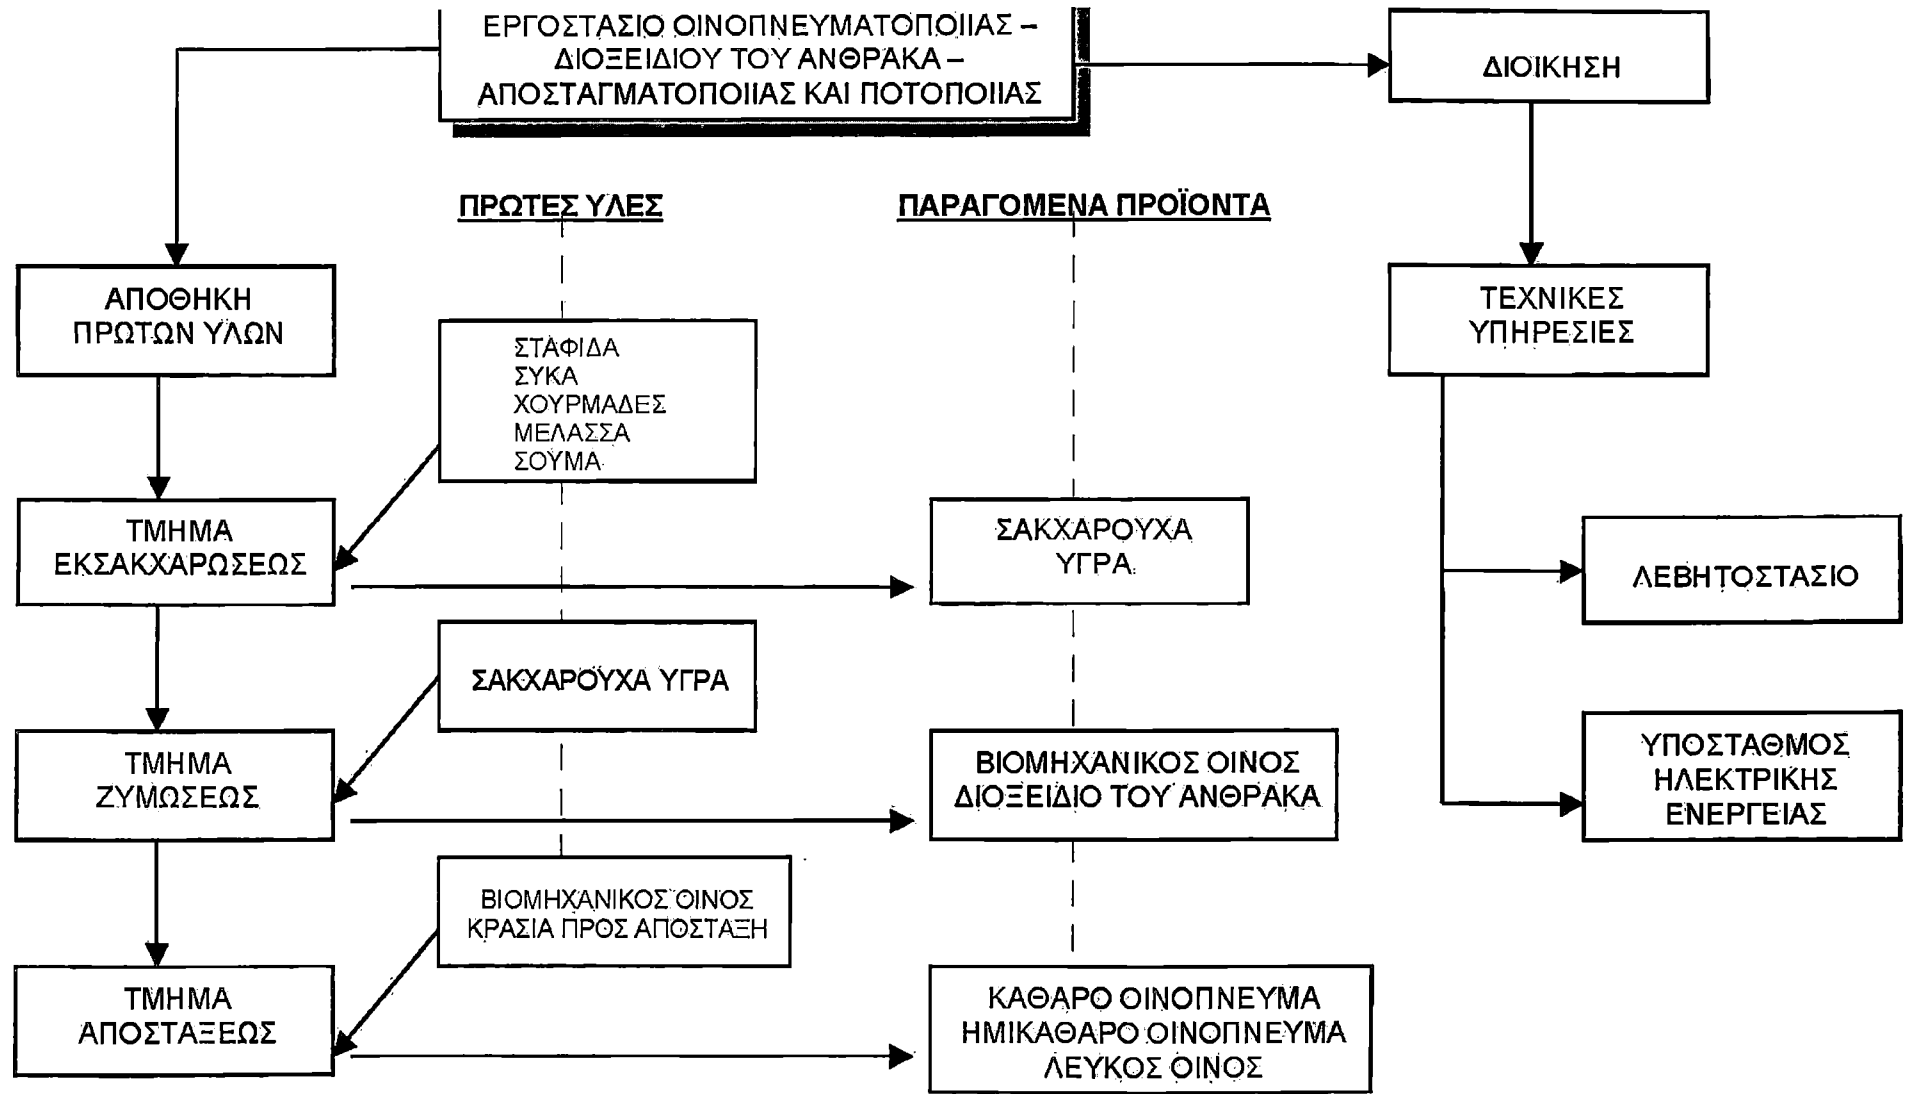 ΕΡΓΟΣΤΑΣΙΟ ΟΙΝΟΠΝΕΥΜΑΤΟΠΟΙΙΑΣ –
ΔΙΟΞΕΙΔΙΟΥ ΤΟΥ ΑΝΘΡΑΚΑ –
ΑΠΟΣΤΑΓΜΑΤΟΠΟΙΙΑΣ ΚΑΙ ΠΟΤΟΠΟΙΙΑΣ
ΔΙΟΙΚΗΣΗ
ΠΡΩΤΕΣ ΥΛΕΣ
ΠΑΡΑΓΟΜΕΝΑ ΠΡΟΪΟΝΤΑ
ΑΠΟΘΗΚΗ
ΠΡΩΤΩΝ ΥΛΩΝ
ΤΕΧΝΙΚΕΣ
ΥΠΗΡΕΣΙΕΣ
ΣΤΑΦΙΔΑ
ΣΥΚΑ
ΧΟΥΡΜΑΔΕΣ
ΜΕΛΑΣΣΑ
ΣΟΥΜΑ
ΤΜΗΜΑ
ΕΚΣΑΚΧΑΡΩΣΕΩΣ
ΣΑΚΧΑΡΟΥΧΑ
ΥΓΡΑ
ΛΕΒΗΤΟΣΤΑΣΙΟ
ΣΑΚΧΑΡΟΥΧΑ ΥΓΡΑ
ΤΜΗΜΑ
ΖΥΜΩΣΕΩΣ
ΒΙΟΜΗΧΑΝΙΚΟΣ ΟΙΝΟΣ
ΔΙΟΞΕΙΔΙΟ ΤΟΥ ΑΝΘΡΑΚΑ
ΥΠΟΣΤΑΘΜΟΣ
ΗΛΕΚΤΡΙΚΗΣ
ΕΝΕΡΓΕΙΑΣ
ΒΙΟΜΗΧΑΝΙΚΟΣ ΟΙΝΟΣ
ΚΡΑΣΙΑ ΠΡΟΣ ΑΠΟΣΤΑΞΗ
ΤΜΗΜΑ
ΑΠΟΣΤΑΞΕΩΣ
ΚΑΘΑΡΟ ΟΙΝΟΠΝΕΥΜΑ
ΗΜΙΚΑΘΑΡΟ ΟΙΝΟΠΝΕΥΜΑ
ΛΕΥΚΟΣ ΟΙΝΟΣ